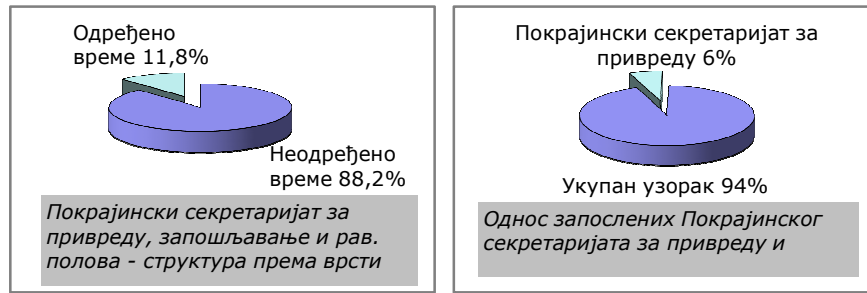 Одређено
време 11,8%
Неодређено
време 88,2%
Покрајински секретаријат за
привреду, запошљавање и рав.
полова - структура према врсти
Покрајински секретаријат за
привреду 6%
Укупан узорак 94%
Однос запослених Покрајинског
секретаријата за привреду и